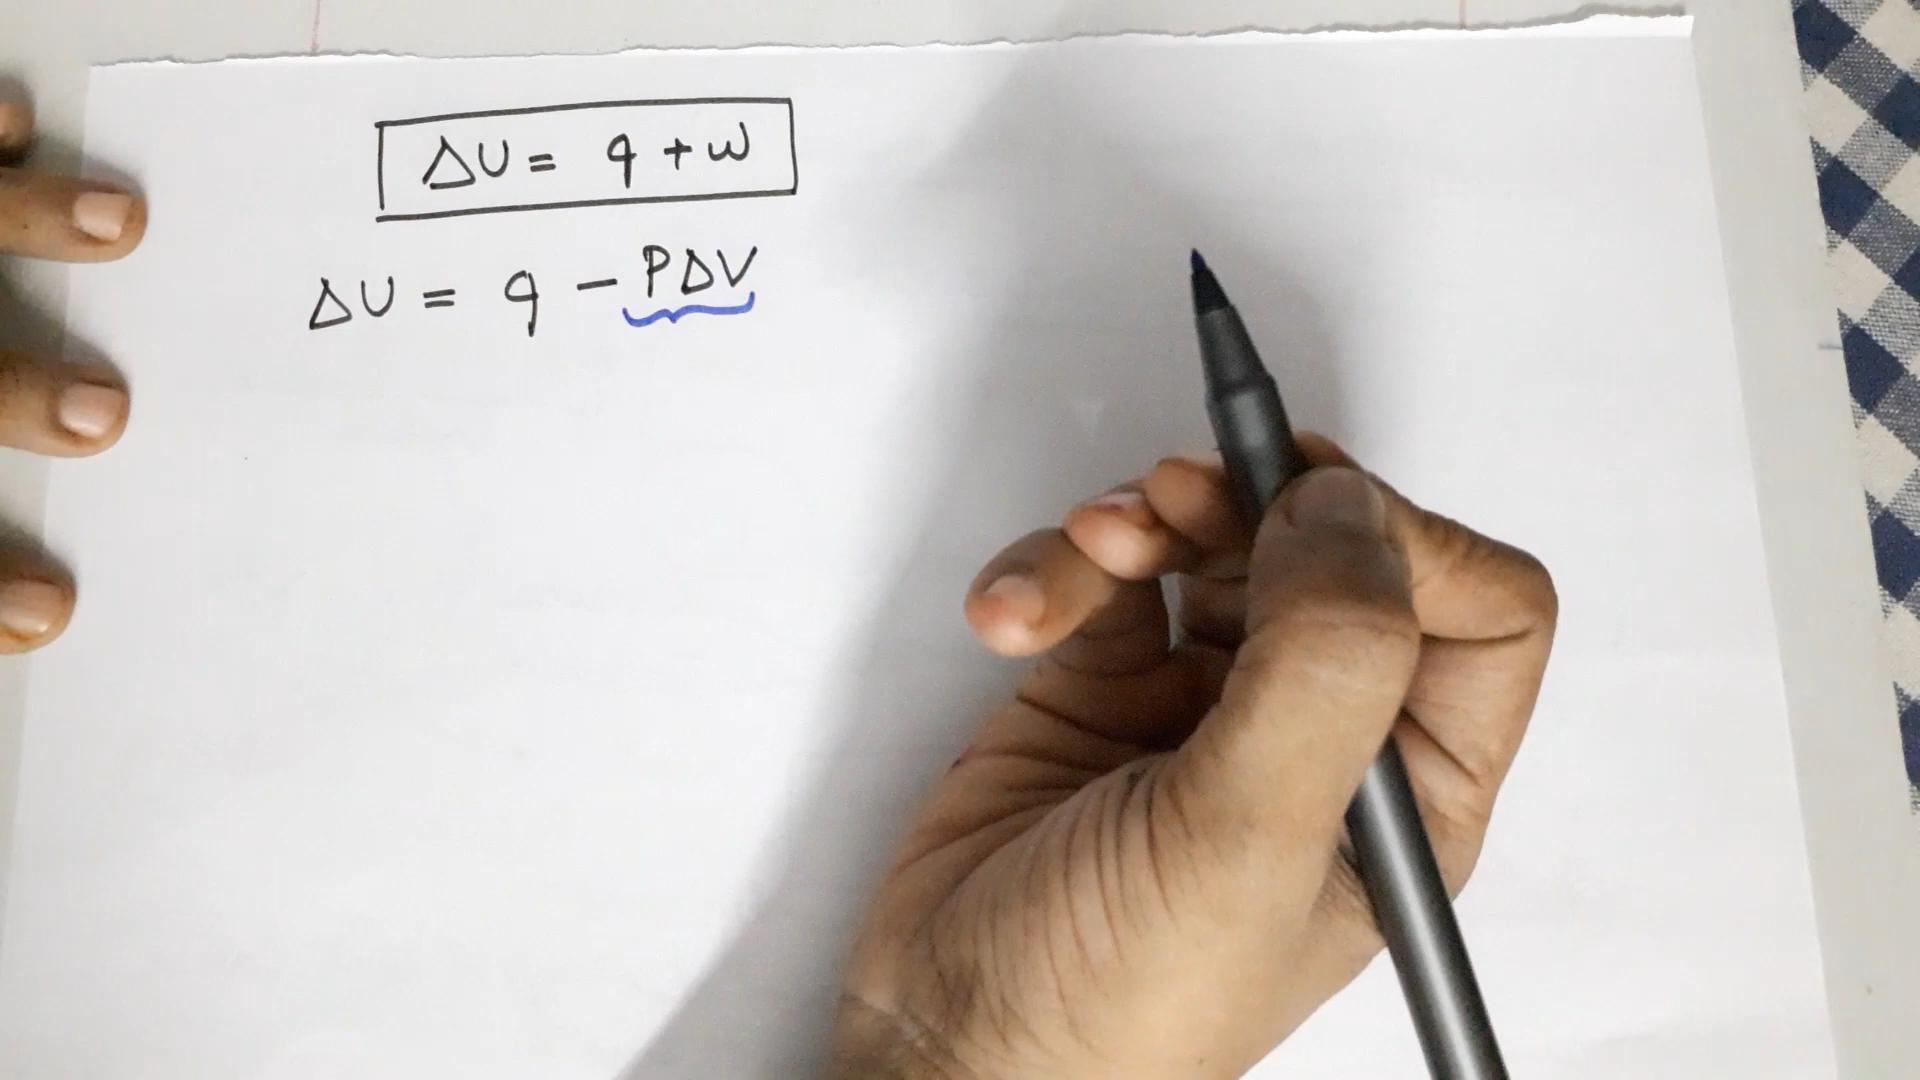 ΔU = q + w
ΔU = q − PΔV